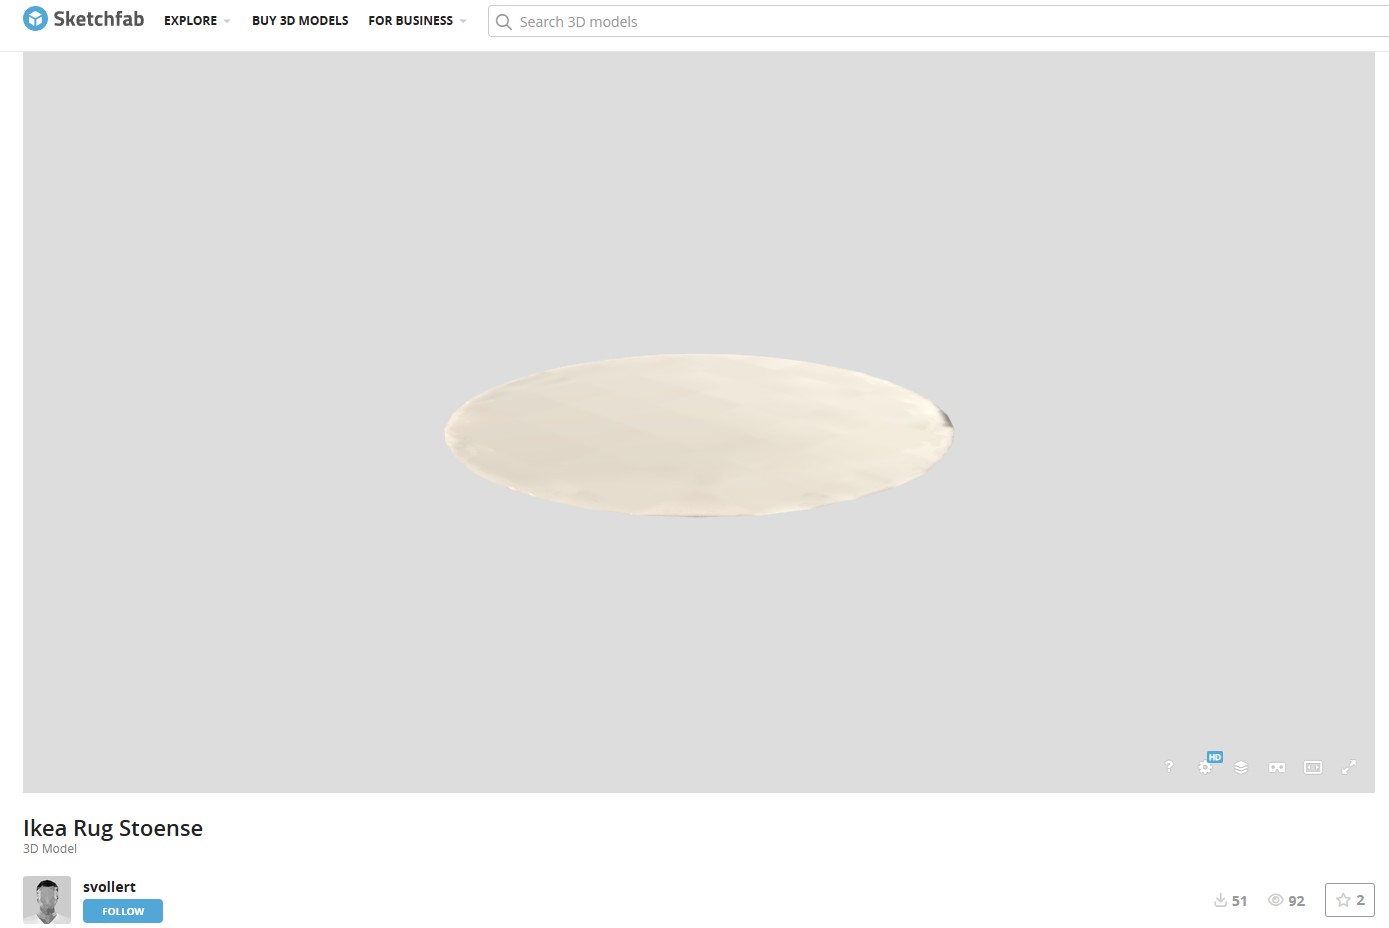 Sketchfab EXPLORE BUY 3D MODELS FOR BUSINESS Search 3D models
? HD
Ikea Rug Stoense
3D Model
svollert
FOLLOW
51 92 2